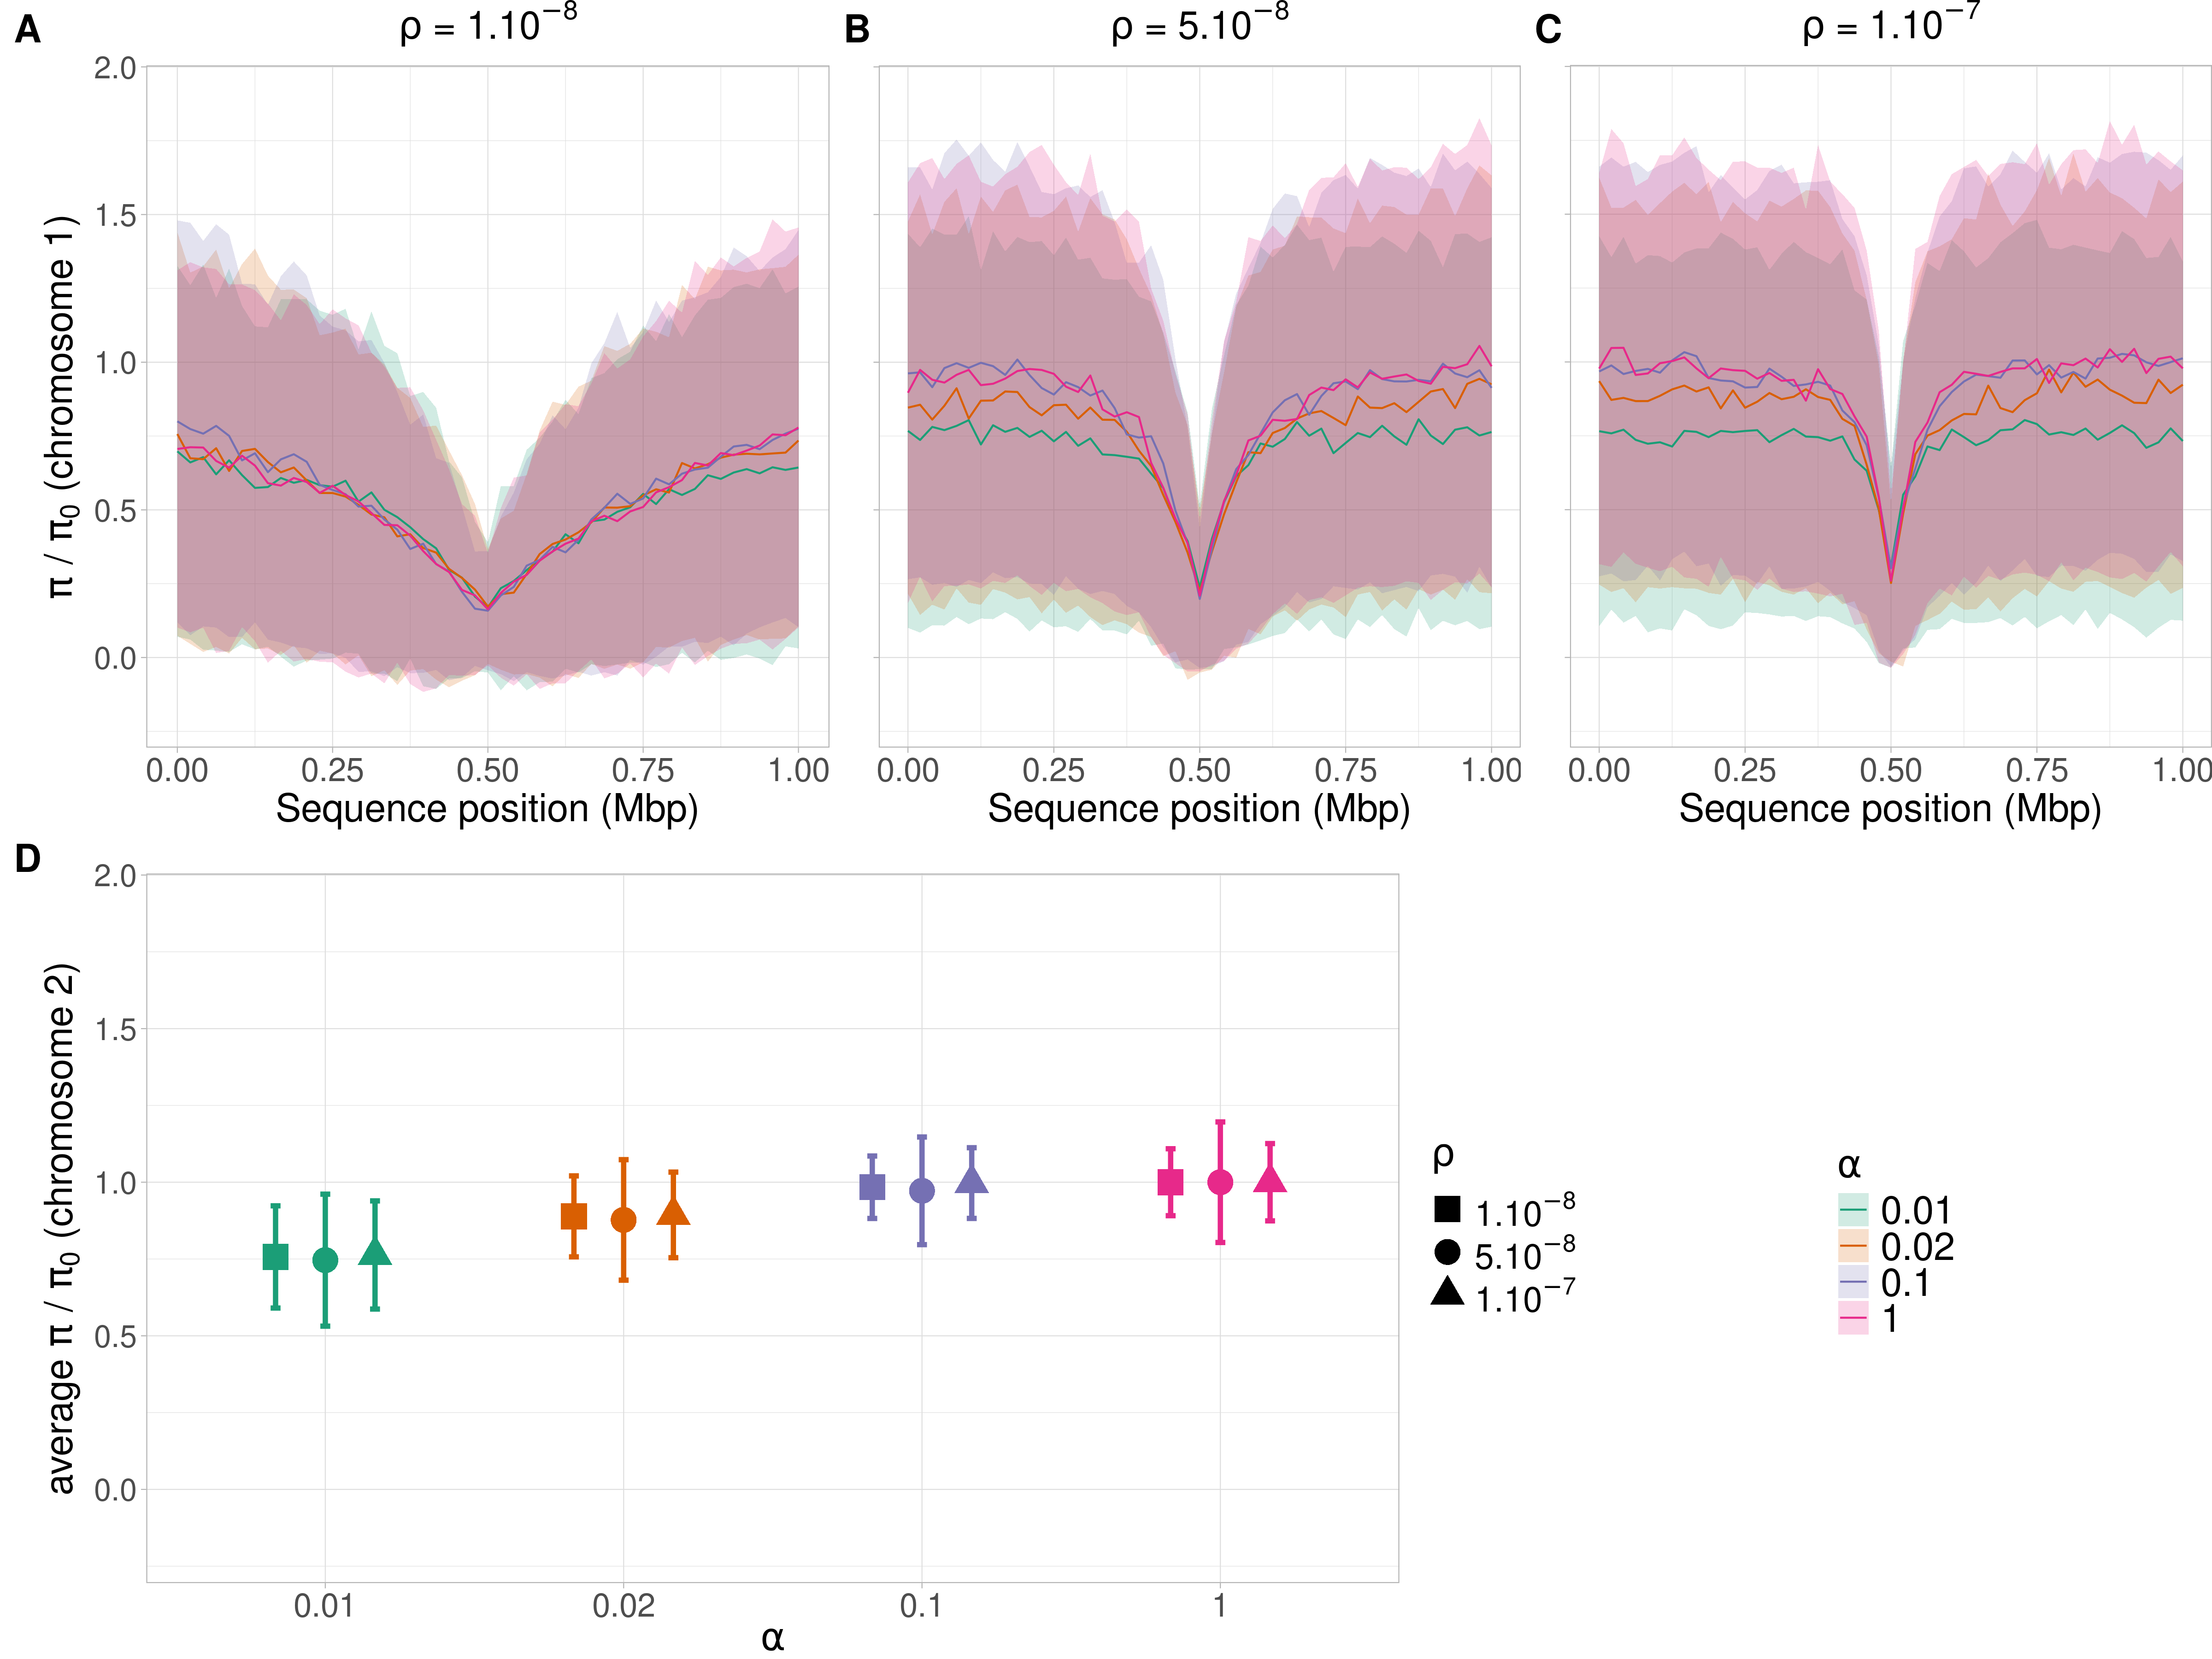 A
ρ = 1.10⁻⁸
B
ρ = 5.10⁻⁸
C
ρ = 1.10⁻⁷
π / π₀ (chromosome 1)
2.0
1.5
1.0
0.5
0.0
0.00 0.25 0.50 0.75 1.00
0.00 0.25 0.50 0.75 1.00
0.00 0.25 0.50 0.75 1.00
Sequence position (Mbp)
Sequence position (Mbp)
Sequence position (Mbp)
D
average π / π₀ (chromosome 2)
2.0
1.5
1.0
0.5
0.0
0.01 0.02 0.1 1
α
ρ
1.10⁻⁸
5.10⁻⁸
1.10⁻⁷
α
0.01
0.02
0.1
1